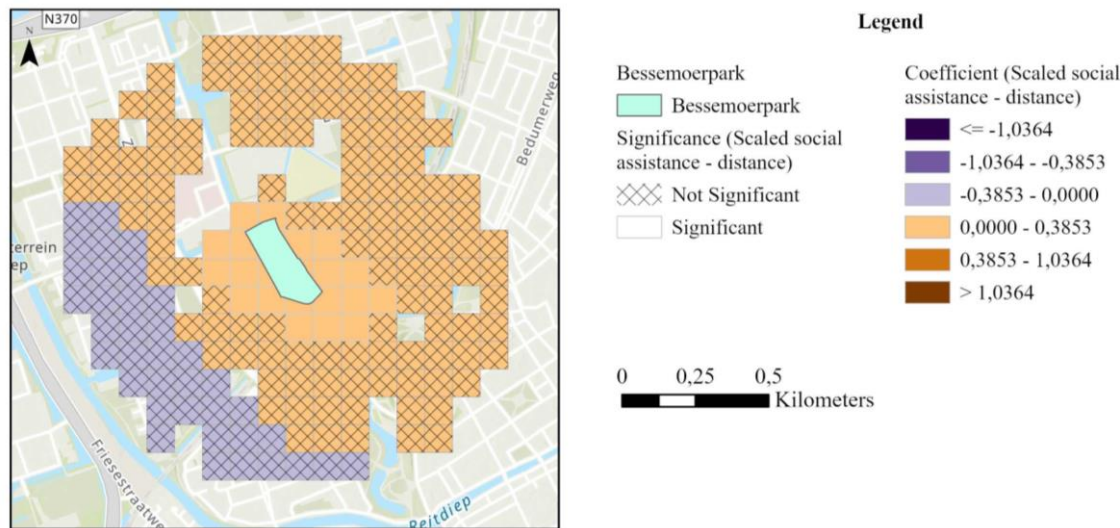 N370
N
Bedumerweg
terrein
ep
Friesestraatwe
Reitdiep
Legend
Bessemoerpark
Bessemoerpark
Significance (Scaled social
assistance - distance)
Not Significant
Significant
Coefficient (Scaled social
assistance - distance)
<= -1,0364
-1,0364 - -0,3853
-0,3853 - 0,0000
0,0000 - 0,3853
0,3853 - 1,0364
> 1,0364
0 0,25 0,5
Kilometers